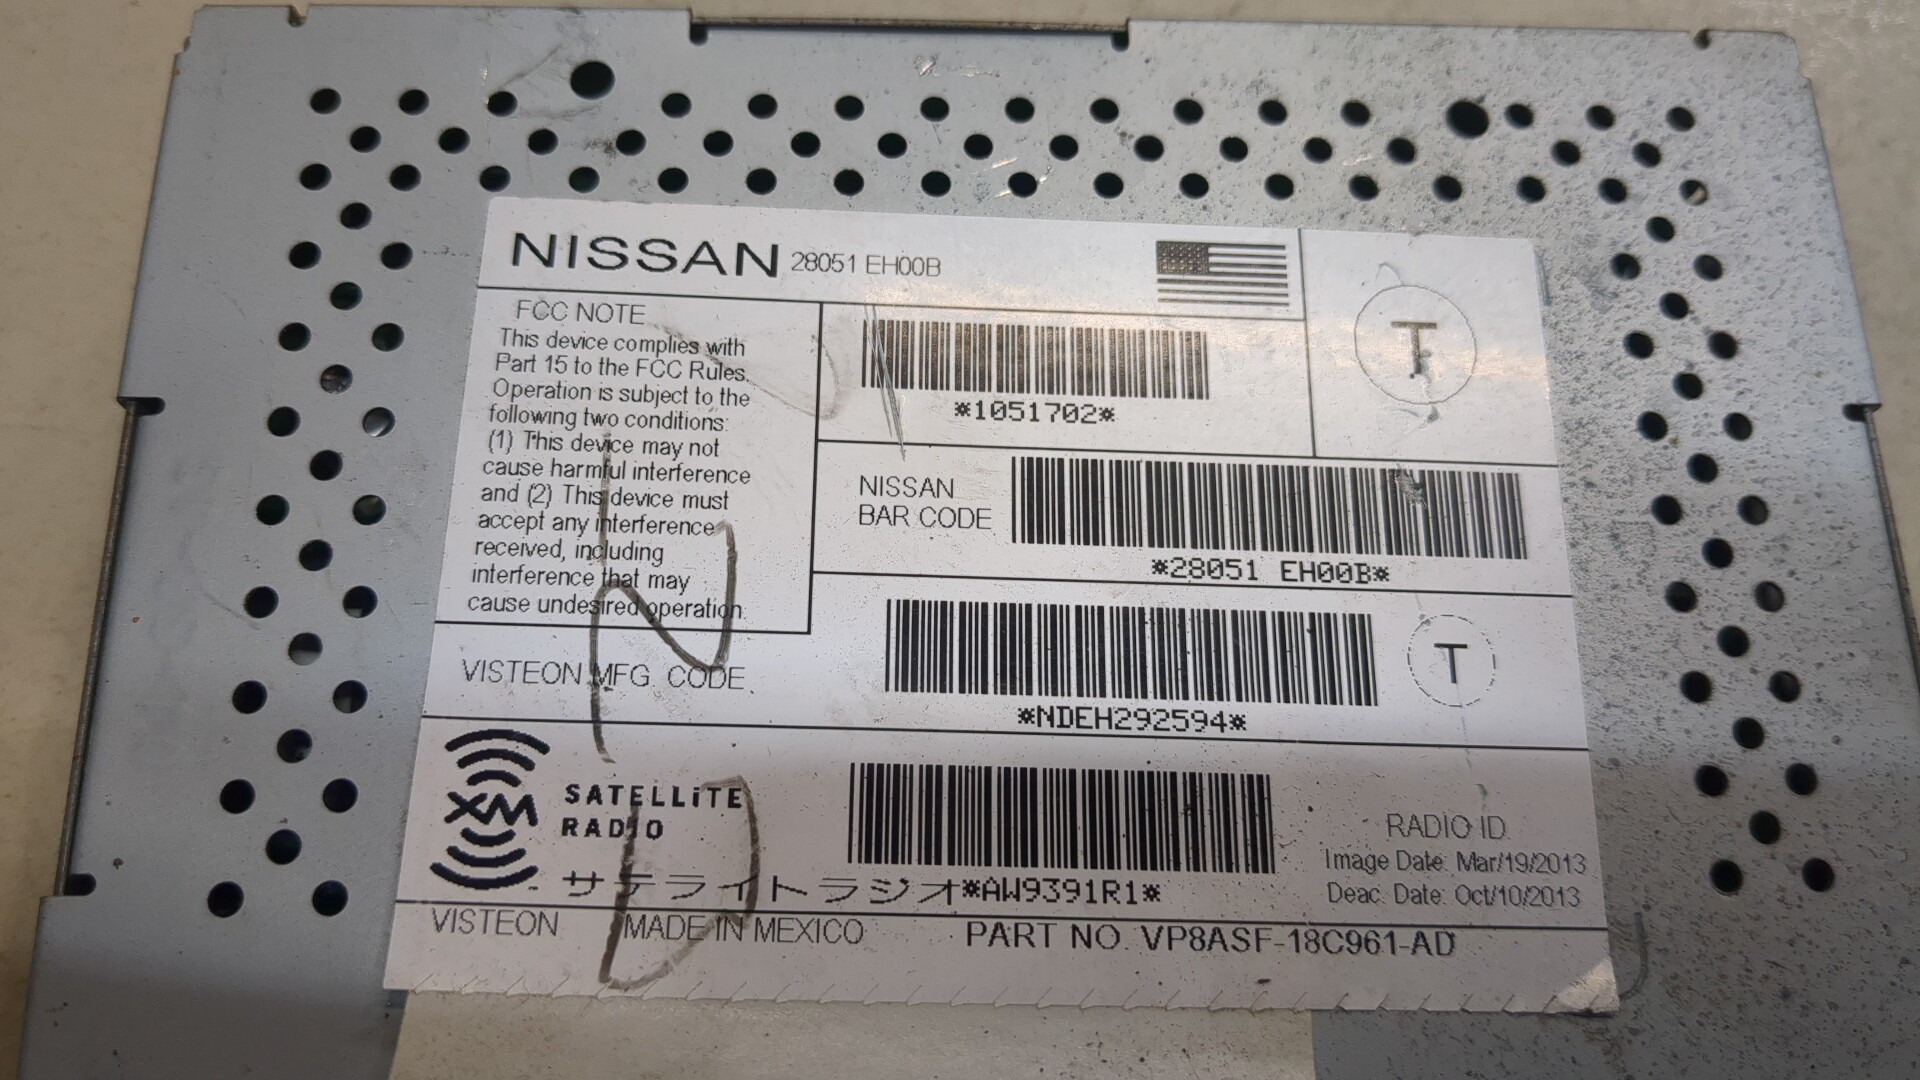 NISSAN 28051 EH00B
T
FCC NOTE
This device complies with
Part 15 to the FCC Rules.
Operation is subject to the
following two conditions:
(1) This device may not
cause harmful interference
and (2) This device must
accept any interference
received, including
interference that may
cause undesired operation
*1051702*
NISSAN
BAR CODE
*28051 EH00B*
VISTEON MFG. CODE
*NDEH292594*
T
XM SATELLiTE
RADIO
サテライトラジオ
*AW9391R1*
RADIO ID
Image Date: Mar/19/2013
Deac. Date: Oct/10/2013
VISTEON MADE IN MEXICO PART NO. VP8ASF-18C961-AD